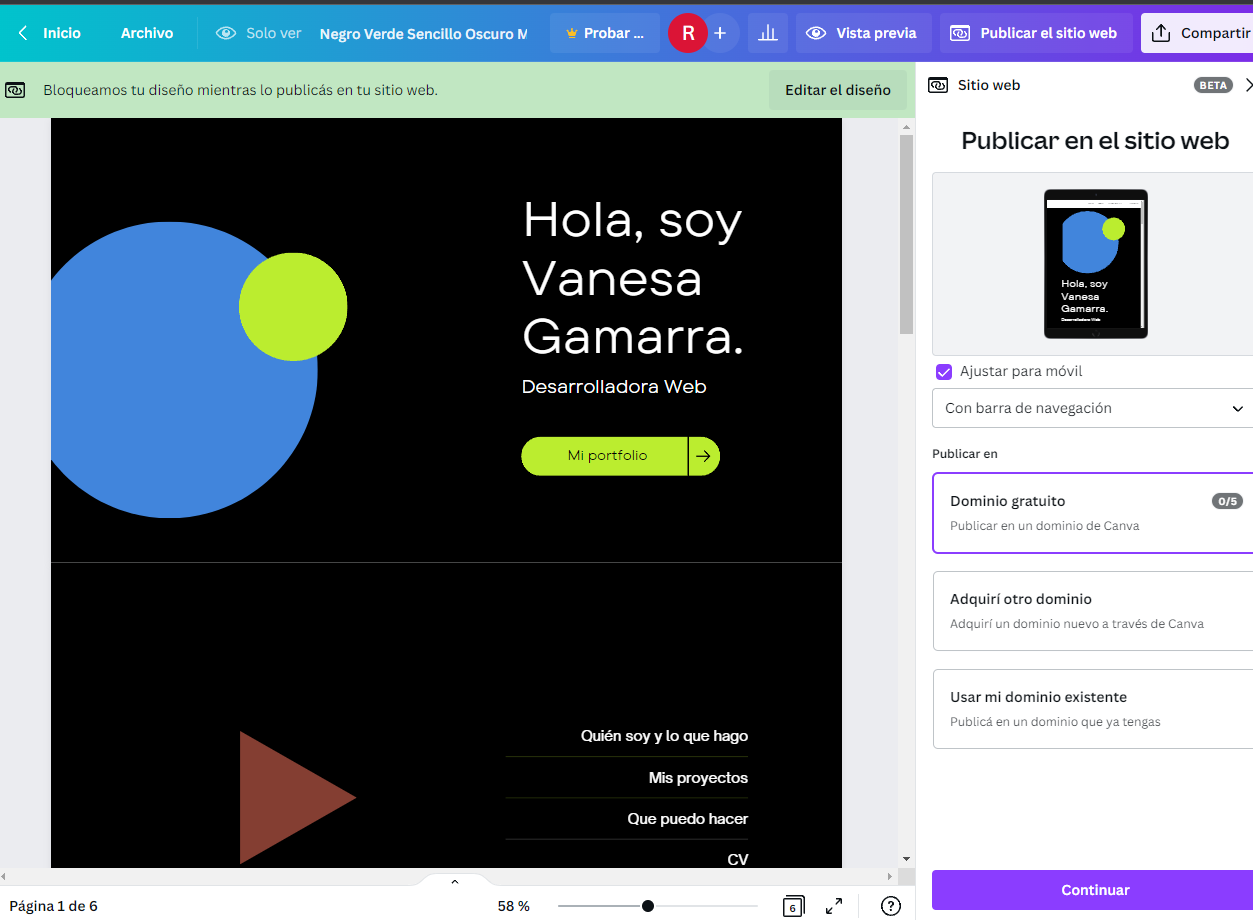 Inicio
Archivo
Solo ver
Negro Verde Sencillo Oscuro M
Probar ...
R
+
Vista previa
Publicar el sitio web
Compartir
Bloqueamos tu diseño mientras lo publicás en tu sitio web.
Editar el diseño
Sitio web
BETA
Publicar en el sitio web
Hola, soy
Vanesa
Gamarra.
Desarrolladora Web
Mi portfolio
Hola, soy
Vanesa
Gamarra.
Desarrolladora Web
Ajustar para móvil
Con barra de navegación
Publicar en
Dominio gratuito
0/5
Publicar en un dominio de Canva
Adquirí otro dominio
Adquirí un dominio nuevo a través de Canva
Usar mi dominio existente
Publicá en un dominio que ya tengas
Quién soy y lo que hago
Mis proyectos
Que puedo hacer
CV
Continuar
Página 1 de 6
58 %
6
?